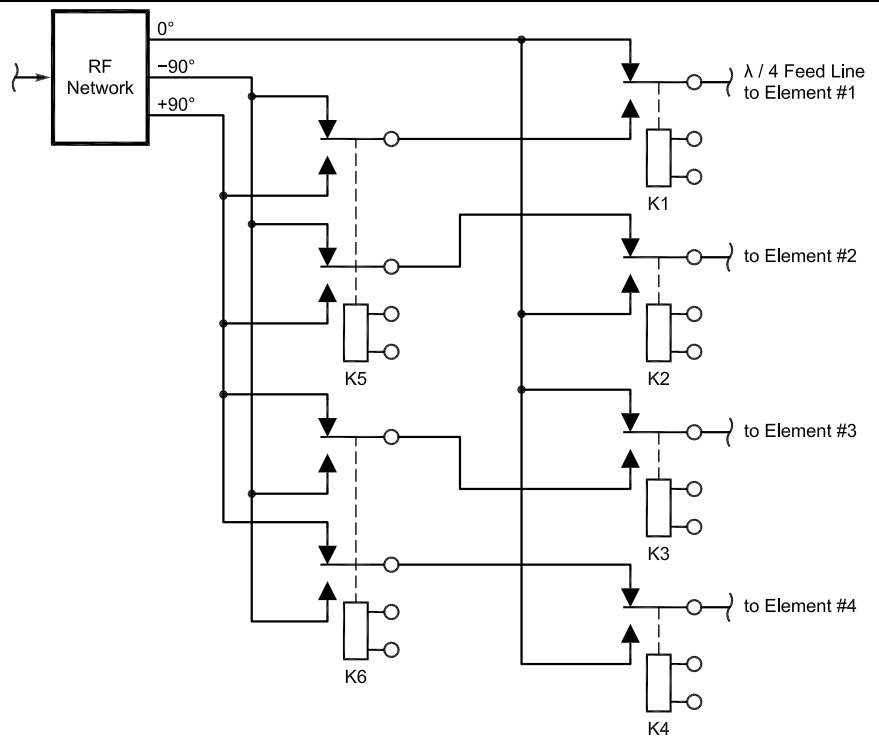 0°
RF
Network
−90°
+90°
λ / 4 Feed Line
to Element #1
K1
to Element #2
K5
K2
to Element #3
K3
to Element #4
K6
K4